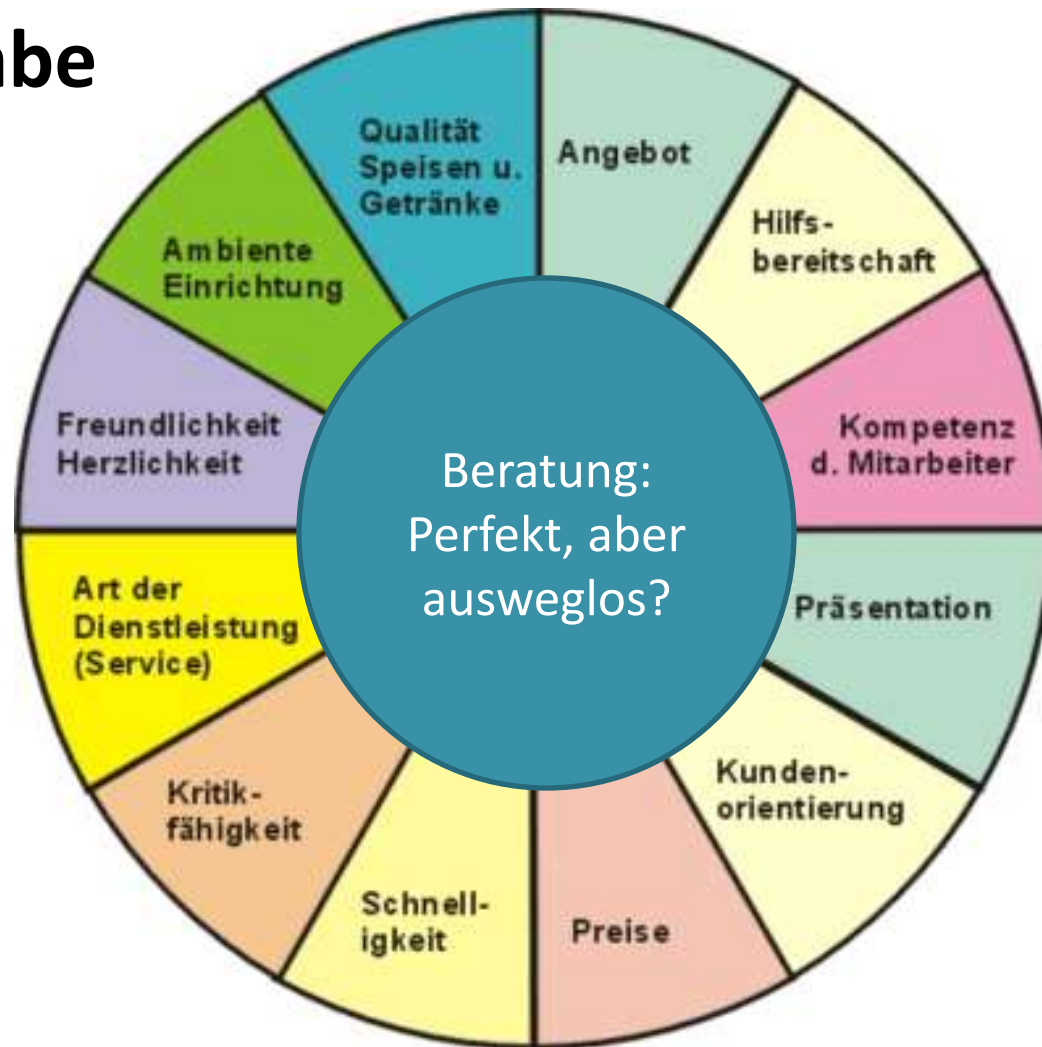 abe
Qualität
Speisen u.
Getränke
Angebot
Hilfs-
bereitschaft
Kompetenz
d. Mitarbeiter
Präsentation
Kunden-
orientierung
Preise
Schnell-
igkeit
Kritik-
fähigkeit
Art der
Dienstleistung
(Service)
Freundlichkeit
Herzlichkeit
Ambiente
Einrichtung
Beratung:
Perfekt, aber
ausweglos?